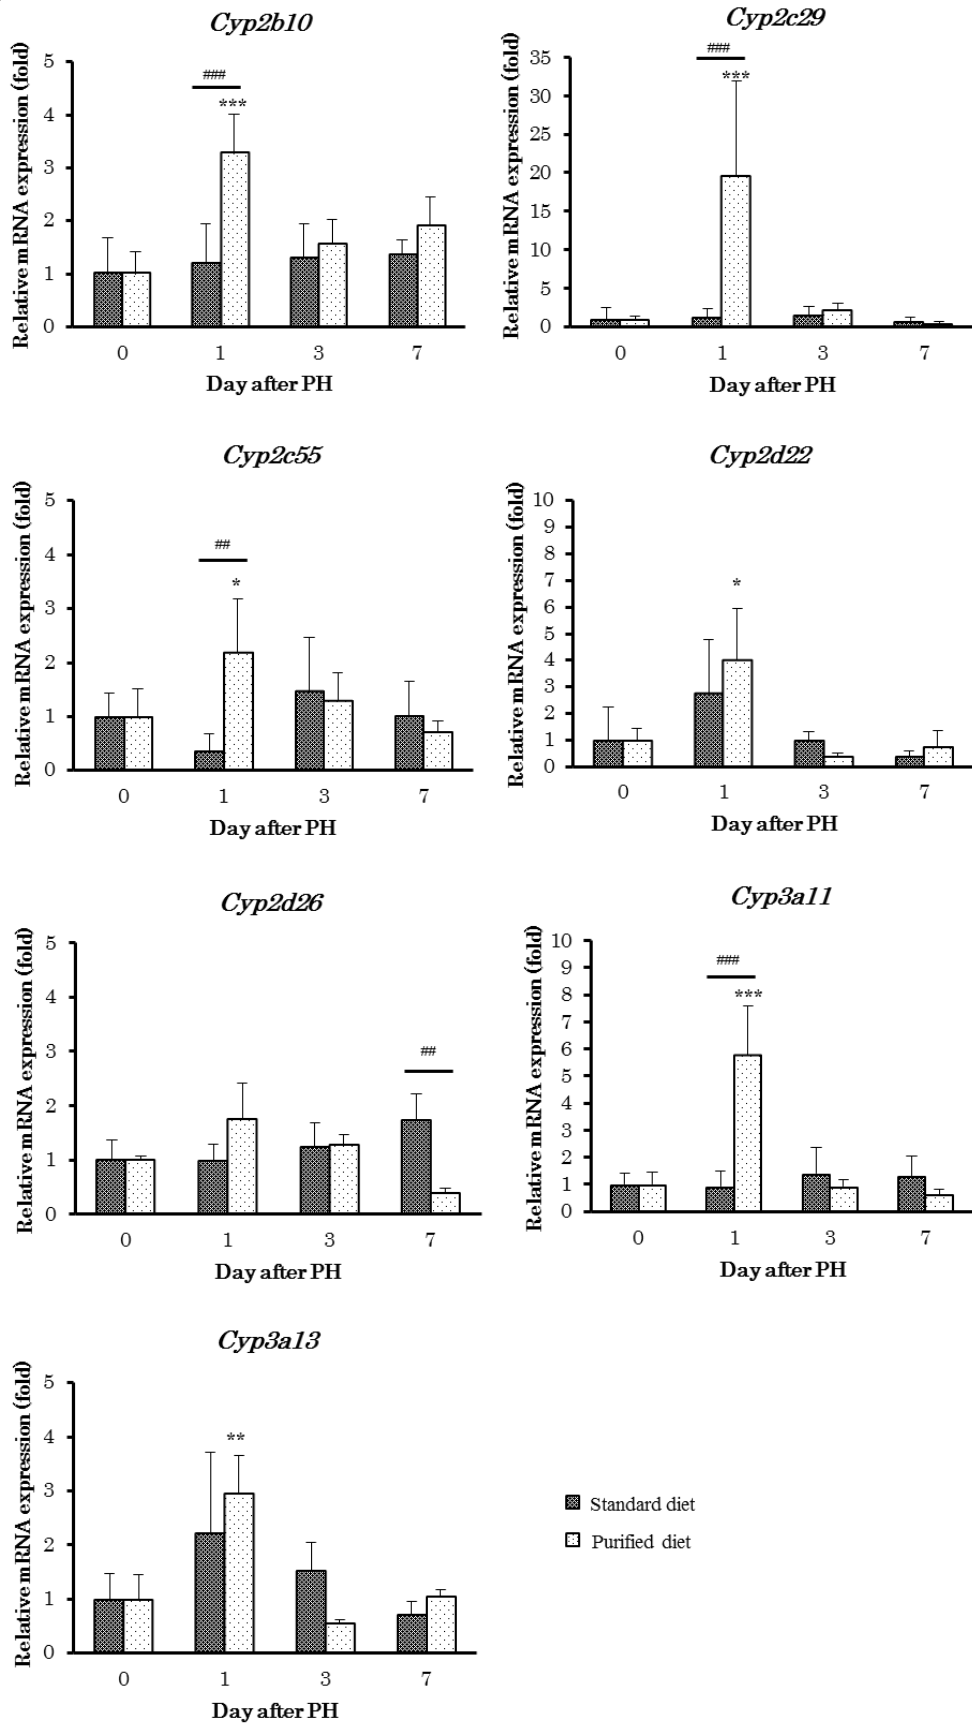 Cyp2b10
Relative mRNA expression (fold)
5
4
3
2
1
0
###
***
0 1 3 7
Day after PH
Cyp2c29
Relative mRNA expression (fold)
35
30
25
20
15
10
5
0
###
***
0 1 3 7
Day after PH
Cyp2c55
Relative mRNA expression (fold)
5
4
3
2
1
0
##
*
0 1 3 7
Day after PH
Cyp2d22
Relative mRNA expression (fold)
10
9
8
7
6
5
4
3
2
1
0
*
0 1 3 7
Day after PH
Cyp2d26
Relative mRNA expression (fold)
5
4
3
2
1
0
##
0 1 3 7
Day after PH
Cyp3a11
Relative mRNA expression (fold)
10
9
8
7
6
5
4
3
2
1
0
###
***
0 1 3 7
Day after PH
Cyp3a13
Relative mRNA expression (fold)
5
4
3
2
1
0
**
0 1 3 7
Day after PH
Standard diet
Purified diet